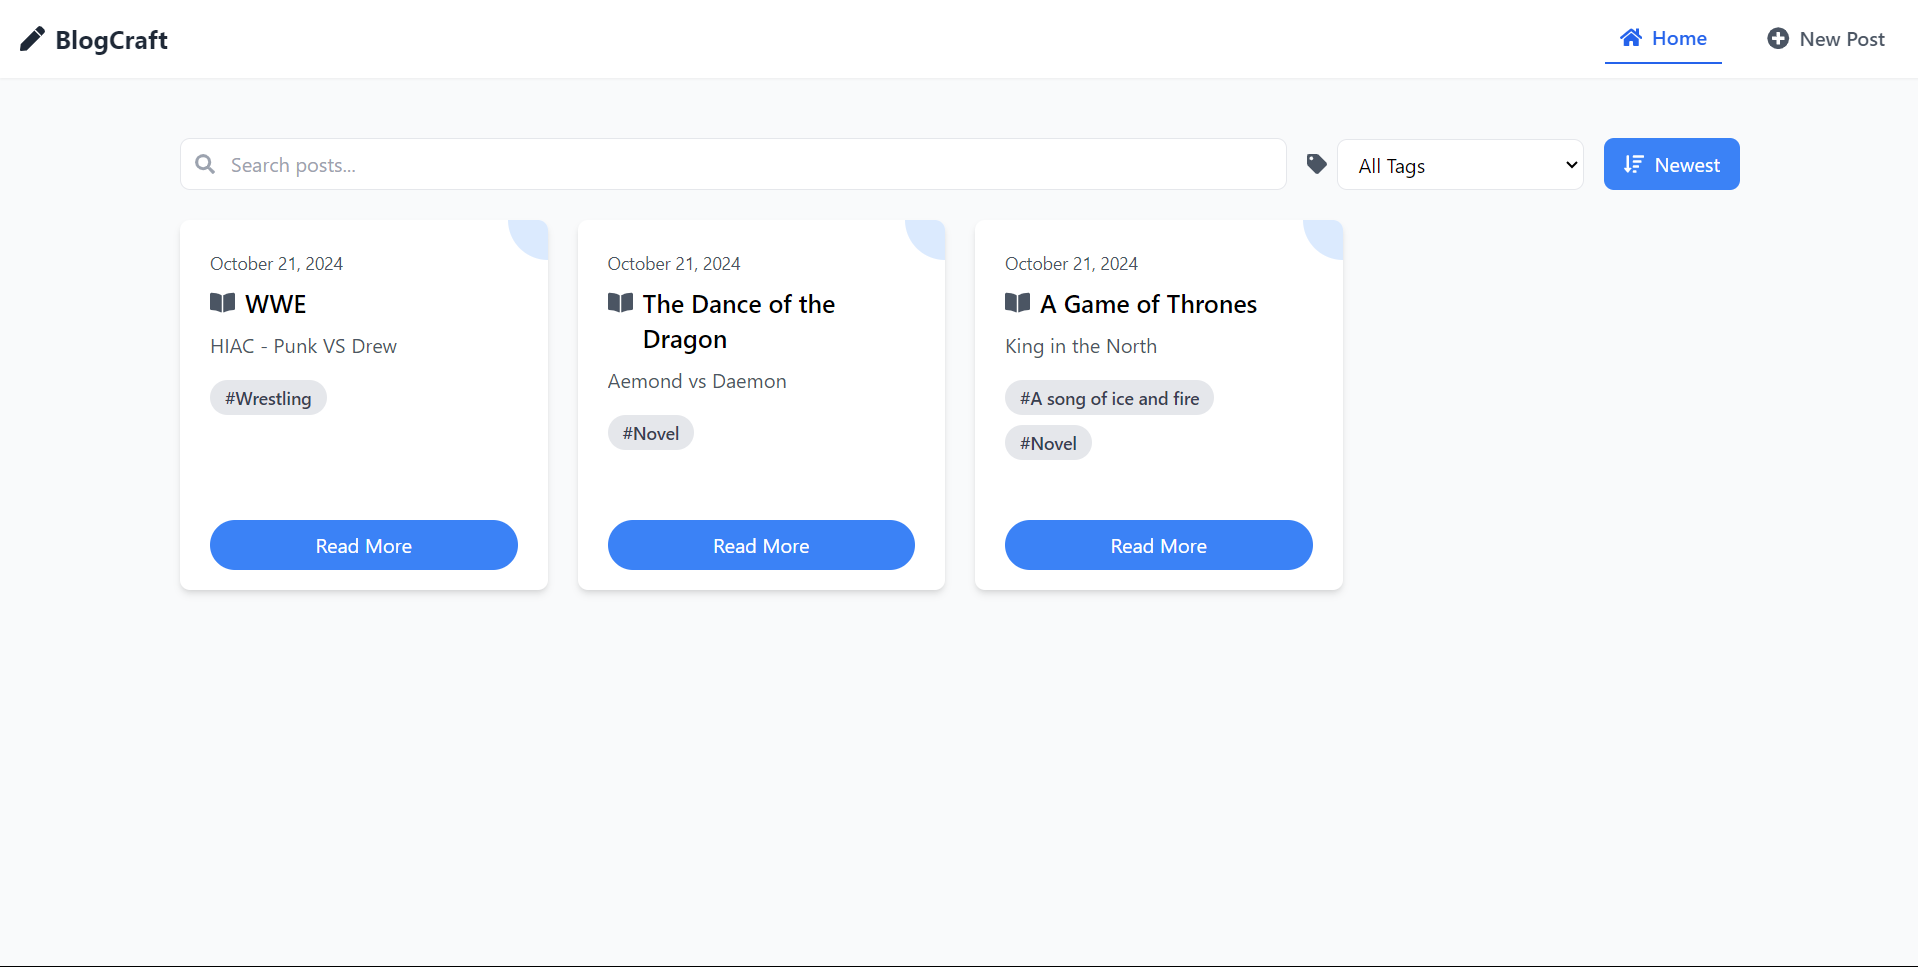 BlogCraft
Home
New Post
Search posts...
All Tags
Newest
October 21, 2024
WWE
HIAC - Punk VS Drew
#Wrestling
Read More
October 21, 2024
The Dance of the
Dragon
Aemond vs Daemon
#Novel
Read More
October 21, 2024
A Game of Thrones
King in the North
#A song of ice and fire
#Novel
Read More